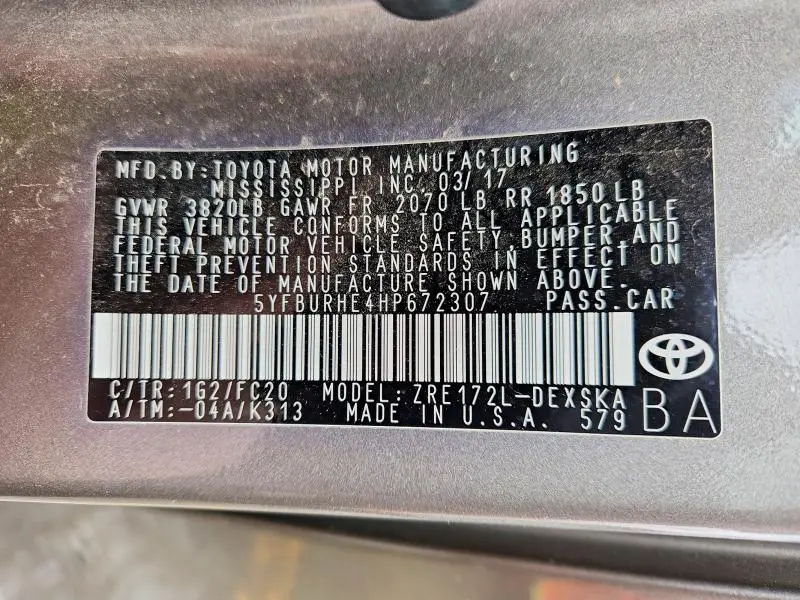 MFD.BY:TOYOTA MOTOR MANUFACTURING
MISSISSIPPI, INC. 03/17
GVWR 3820LB GAWR FR 2070 LB RR 1850 LB
THIS VEHICLE CONFORMS TO ALL APPLICABLE
FEDERAL MOTOR VEHICLE SAFETY, BUMPER, AND
THEFT PREVENTION STANDARDS IN EFFECT ON
THE DATE OF MANUFACTURE SHOWN ABOVE.
5YFBURHE4HP672307 PASS.CAR
C/TR: 1G2/FC20 MODEL: ZRE172L-DEXSKA
A/TM:-04A/K313 MADE IN U.S.A. 579
BA